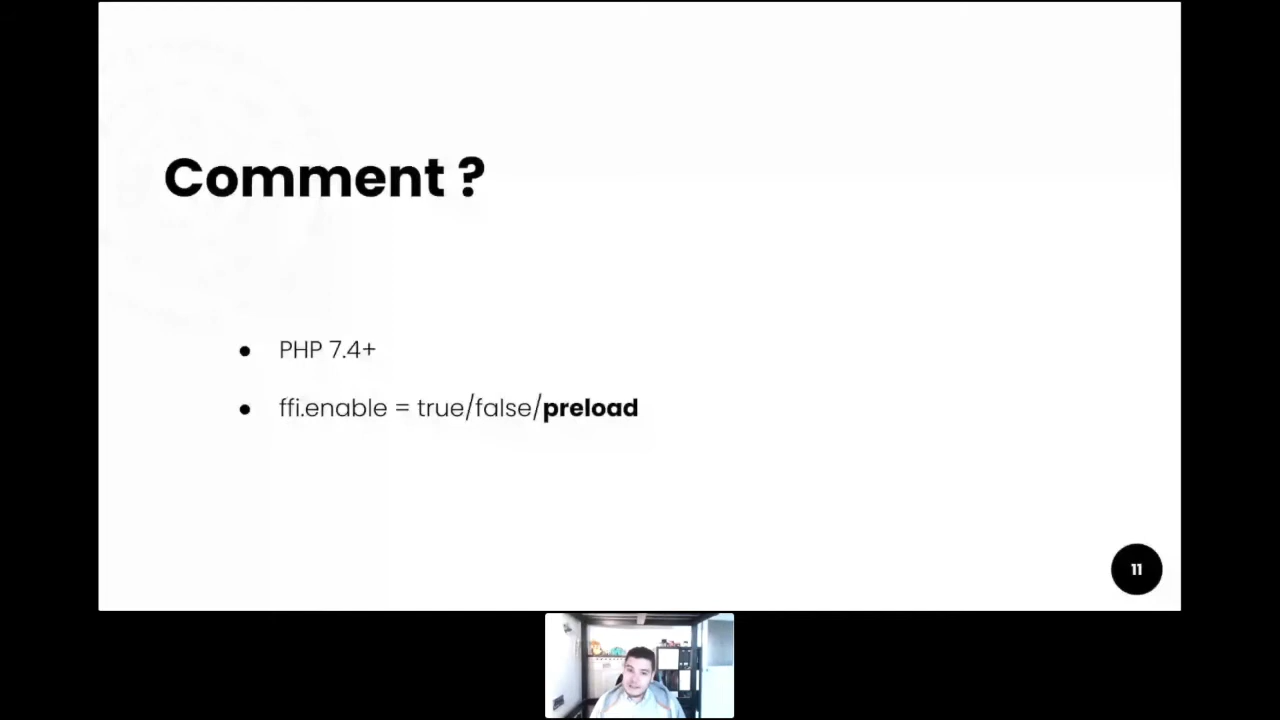 Comment ?
● PHP 7.4+
● ffi.enable = true/false/preload
11